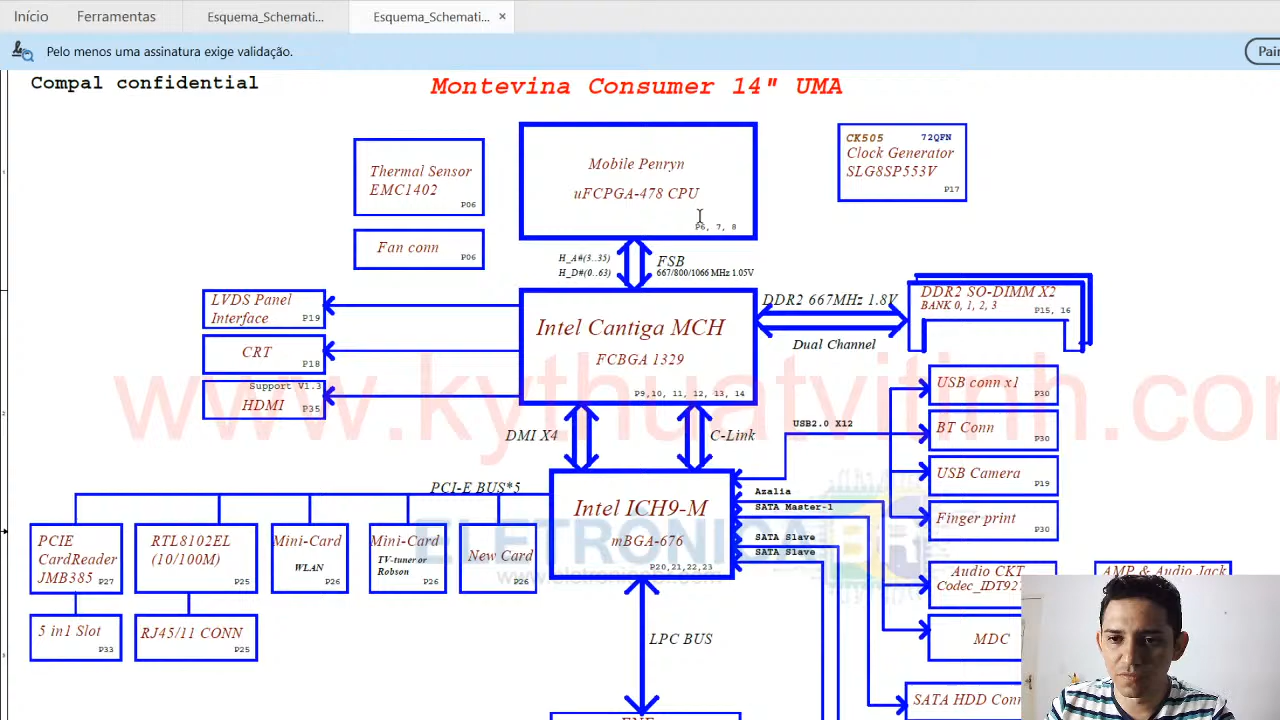 Início
Ferramentas
Esquema_Schemati...
Esquema_Schemati...
×
Pelo menos uma assinatura exige validação.
Pain
Compal confidential
Montevina Consumer 14" UMA
Thermal Sensor
EMC1402
P06
Fan conn
P06
Mobile Penryn
uFCPGA-478 CPU
P6, 7, 8
CK505
72QFN
Clock Generator
SLG8SP553V
P17
H_A#(3..35)
H_D#(0..63)
FSB
667/800/1066 MHz 1.05V
LVDS Panel
Interface
P19
CRT
P18
Support V1.3
HDMI
P35
Intel Cantiga MCH
FCBGA 1329
P9,10, 11, 12, 13, 14
DDR2 667MHz 1.8V
Dual Channel
DDR2 SO-DIMM X2
BANK 0, 1, 2, 3
P15, 16
www.kythuatvitinh.com
DMI X4
C-Link
USB2.0 X12
USB conn x1
P30
BT Conn
P30
USB Camera
P19
Finger print
P30
PCI-E BUS*5
Intel ICH9-M
mBGA-676
P20,21,22,23
Azalia
SATA Master-1
SATA Slave
SATA Slave
ELETRÔNICA BR
PCIE
CardReader
JMB385
P27
RTL8102EL
(10/100M)
P25
Mini-Card
WLAN
P26
Mini-Card
TV-tuner or
Robson
P26
New Card
P26
5 in1 Slot
P33
RJ45/11 CONN
P25
LPC BUS
Audio CKT
Codec_IDT92
AMP & Audio Jack
MDC
SATA HDD Conn
ENE